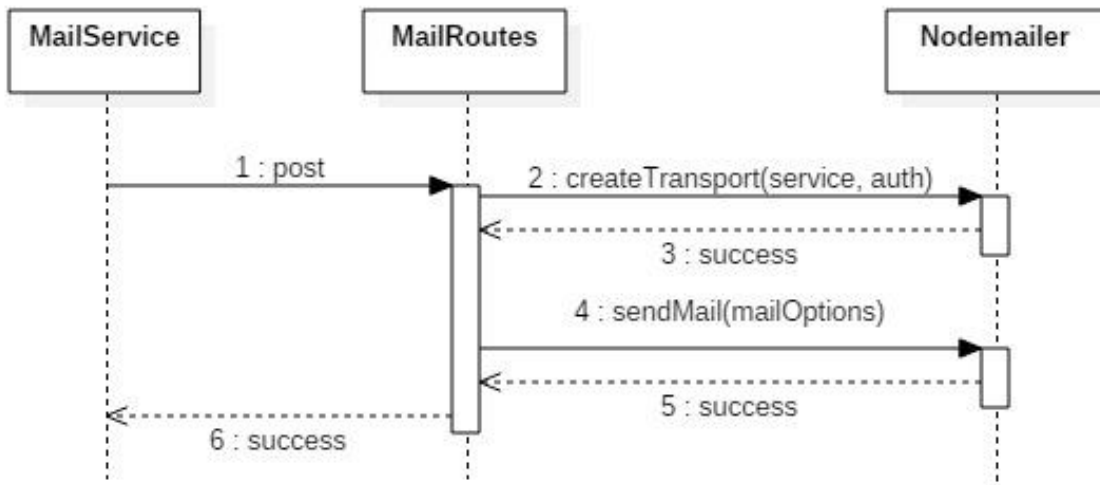 MailService
MailRoutes
Nodemailer
1 : post
2 : createTransport(service, auth)
3 : success
4 : sendMail(mailOptions)
5 : success
6 : success